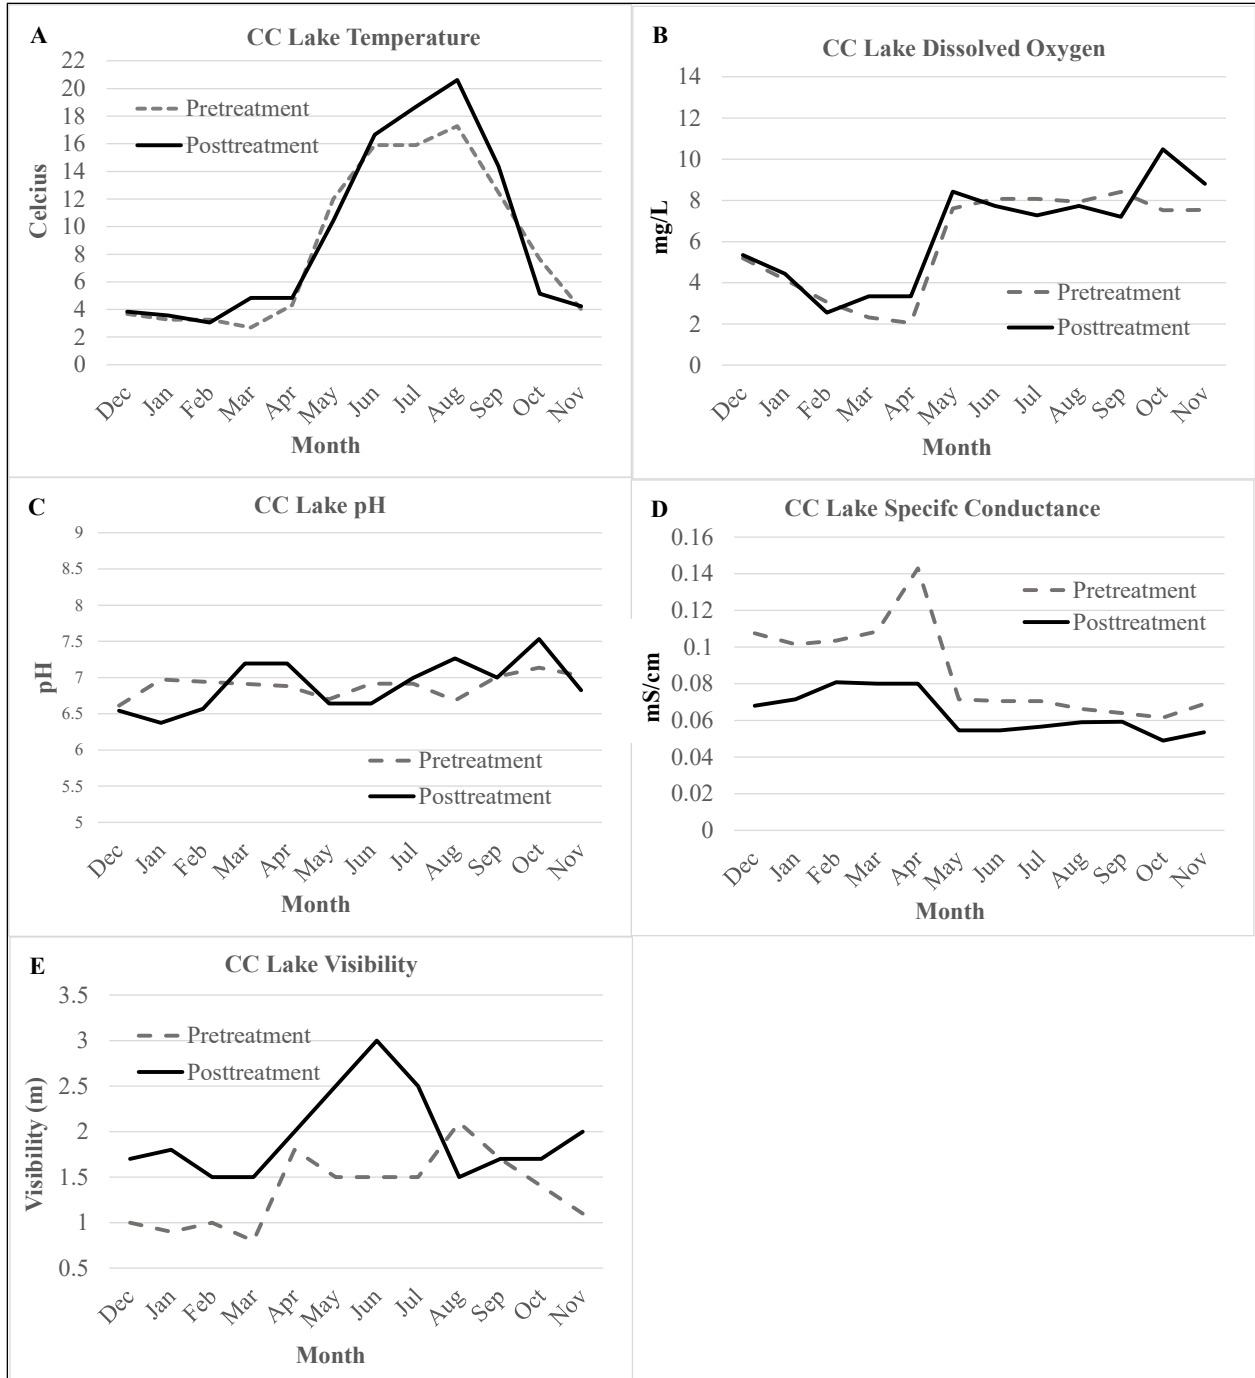 A
CC Lake Temperature
22
20
18
16
14
12
10
8
6
4
2
0
Celcius
Pretreatment
Posttreatment
Dec
Jan
Feb
Mar
Apr
May
Jun
Jul
Aug
Sep
Oct
Nov
Month
B
CC Lake Dissolved Oxygen
14
12
10
8
6
4
2
0
mg/L
Pretreatment
Posttreatment
Dec
Jan
Feb
Mar
Apr
May
Jun
Jul
Aug
Sep
Oct
Nov
Month
C
CC Lake pH
9
8.5
8
7.5
7
6.5
6
5.5
5
pH
Pretreatment
Posttreatment
Dec
Jan
Feb
Mar
Apr
May
Jun
Jul
Aug
Sep
Oct
Nov
Month
D
CC Lake Specifc Conductance
0.16
0.14
0.12
0.1
0.08
0.06
0.04
0.02
0
mS/cm
Pretreatment
Posttreatment
Dec
Jan
Feb
Mar
Apr
May
Jun
Jul
Aug
Sep
Oct
Nov
Month
E
CC Lake Visibility
3.5
3
2.5
2
1.5
1
0.5
Visibility (m)
Pretreatment
Posttreatment
Dec
Jan
Feb
Mar
Apr
May
Jun
Jul
Aug
Sep
Oct
Nov
Month